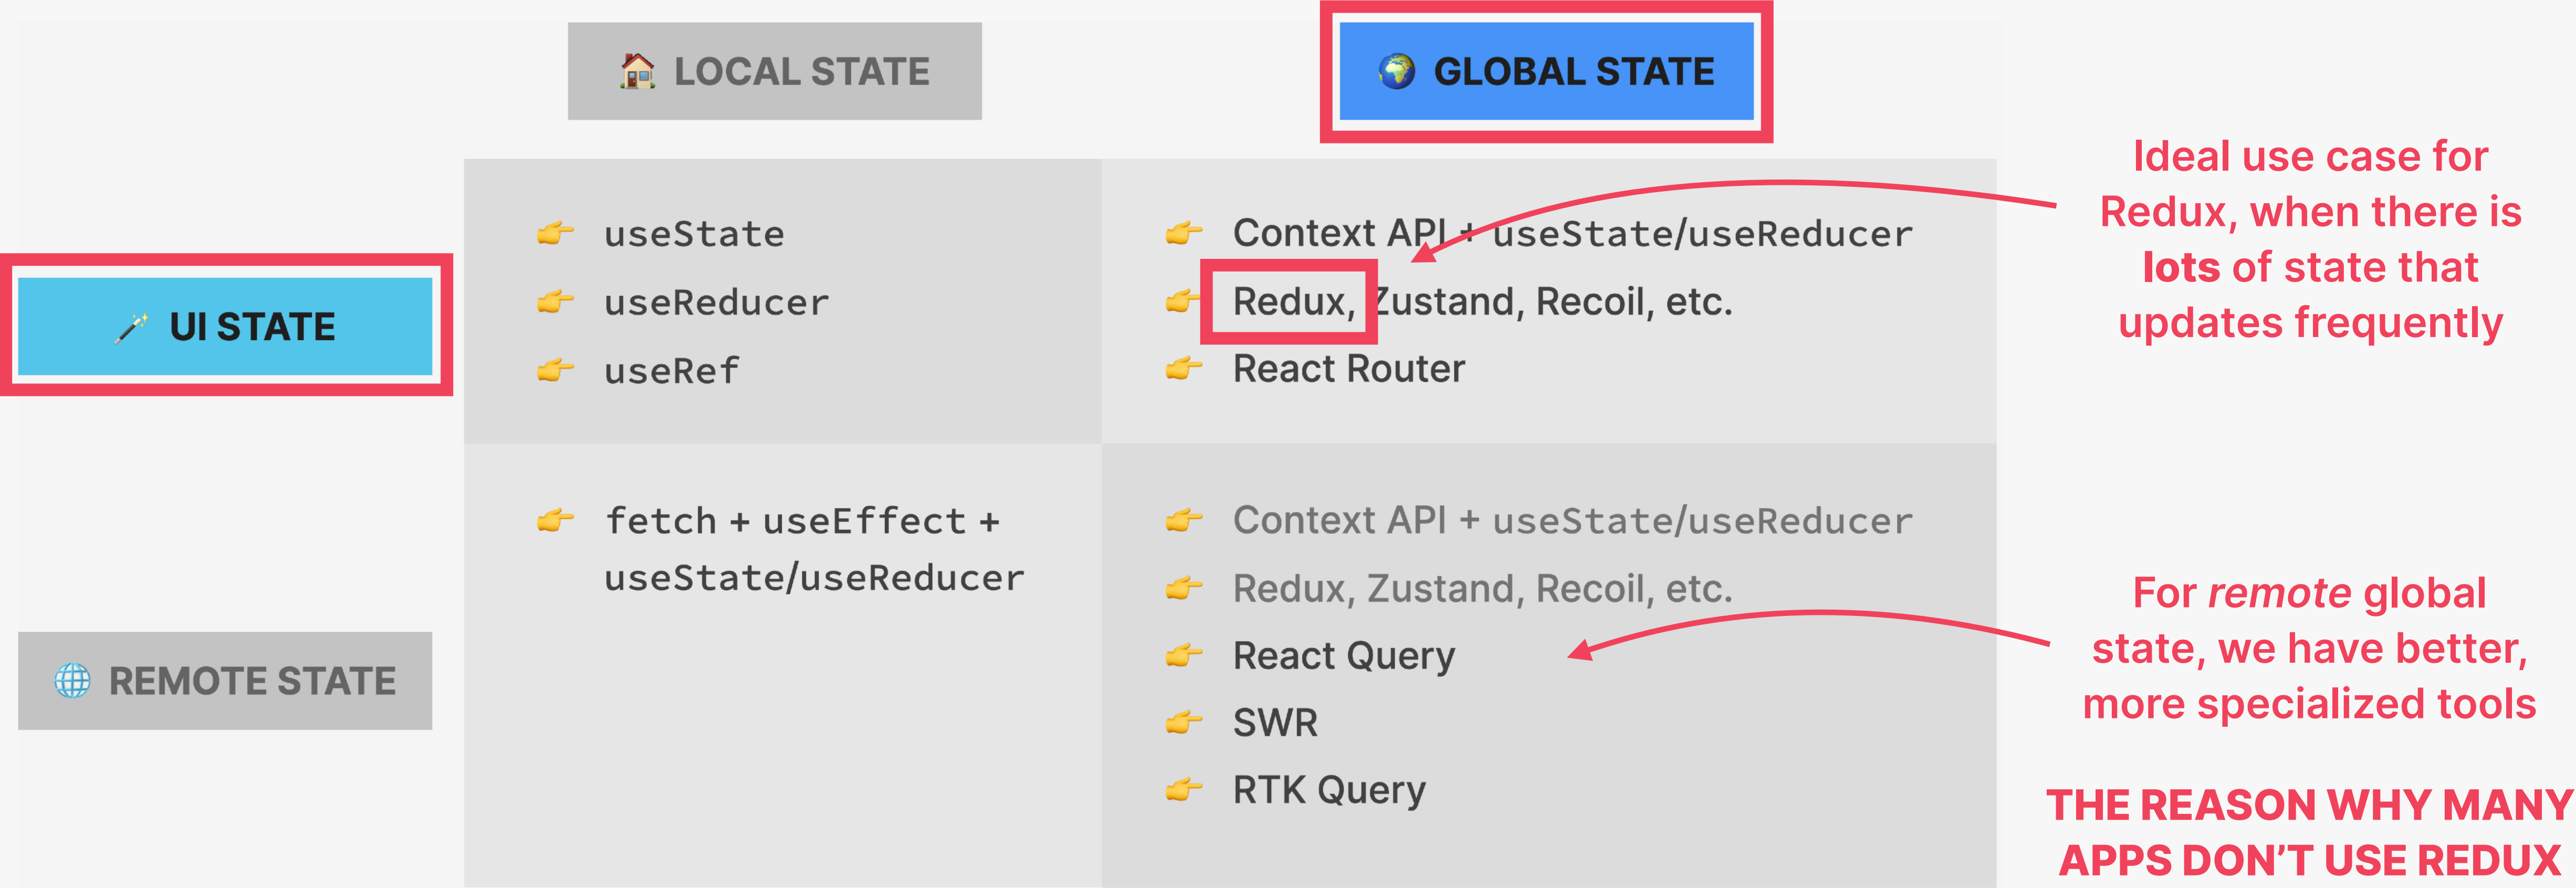 LOCAL STATE
GLOBAL STATE
UI STATE
useState
useReducer
useRef
Context API + useState/useReducer
Redux, Zustand, Recoil, etc.
React Router
Ideal use case for
Redux, when there is
lots of state that
updates frequently
REMOTE STATE
fetch + useEffect +
useState/useReducer
Context API + useState/useReducer
Redux, Zustand, Recoil, etc.
React Query
SWR
RTK Query
For remote global
state, we have better,
more specialized tools
THE REASON WHY MANY
APPS DON’T USE REDUX